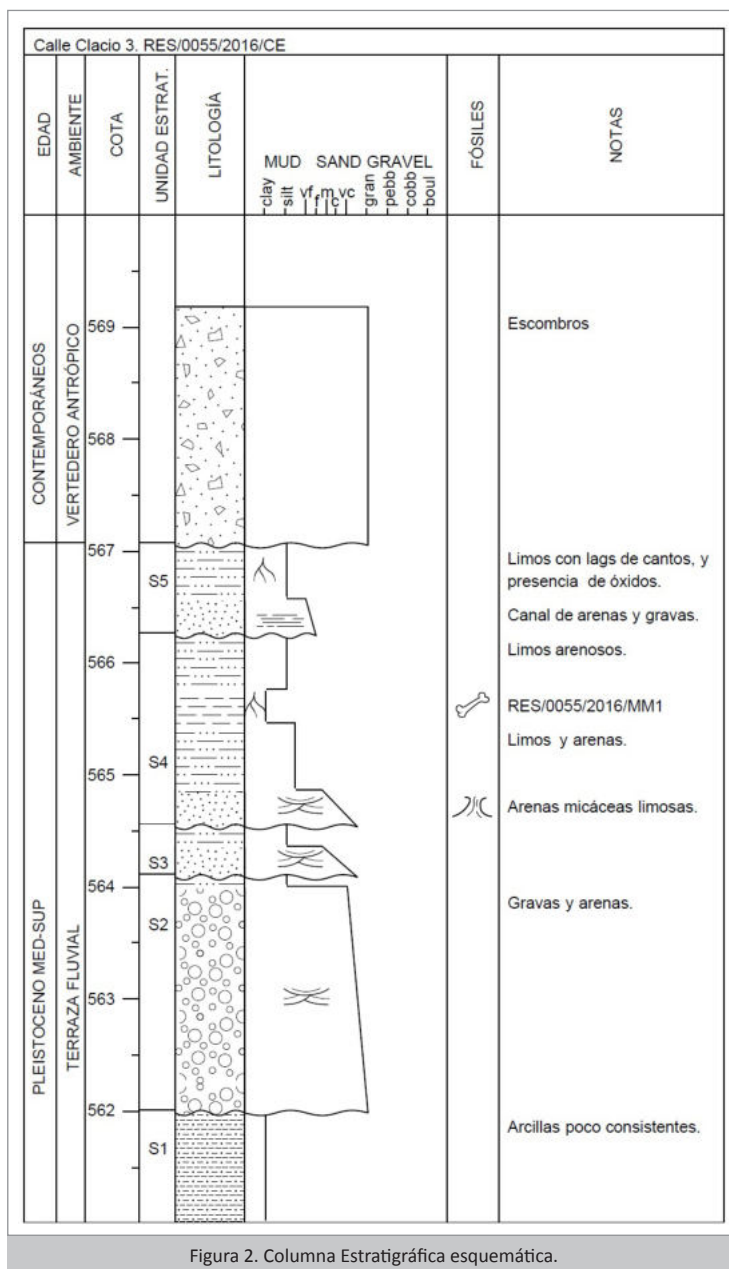 Calle Clacio 3. RES/0055/2016/CE
EDAD
AMBIENTE
COTA
UNIDAD ESTRAT.
LITOLOGÍA
MUD SAND GRAVEL
clay
silt
vf
f
m
c
vc
gran
pebb
cobb
boul
FÓSILES
NOTAS
CONTEMPORÁNEOS
VERTEDERO ANTRÓPICO
569
Escombros
568
567
S5
Limos con lags de cantos, y
presencia de óxidos.
Canal de arenas y gravas.
566
Limos arenosos.
RES/0055/2016/MM1
Limos y arenas.
S4
565
Arenas micáceas limosas.
S3
564
Gravas y arenas.
S2
PLEISTOCENO MED-SUP
TERRAZA FLUVIAL
563
562
Arcillas poco consistentes.
S1
Figura 2. Columna Estratigráfica esquemática.